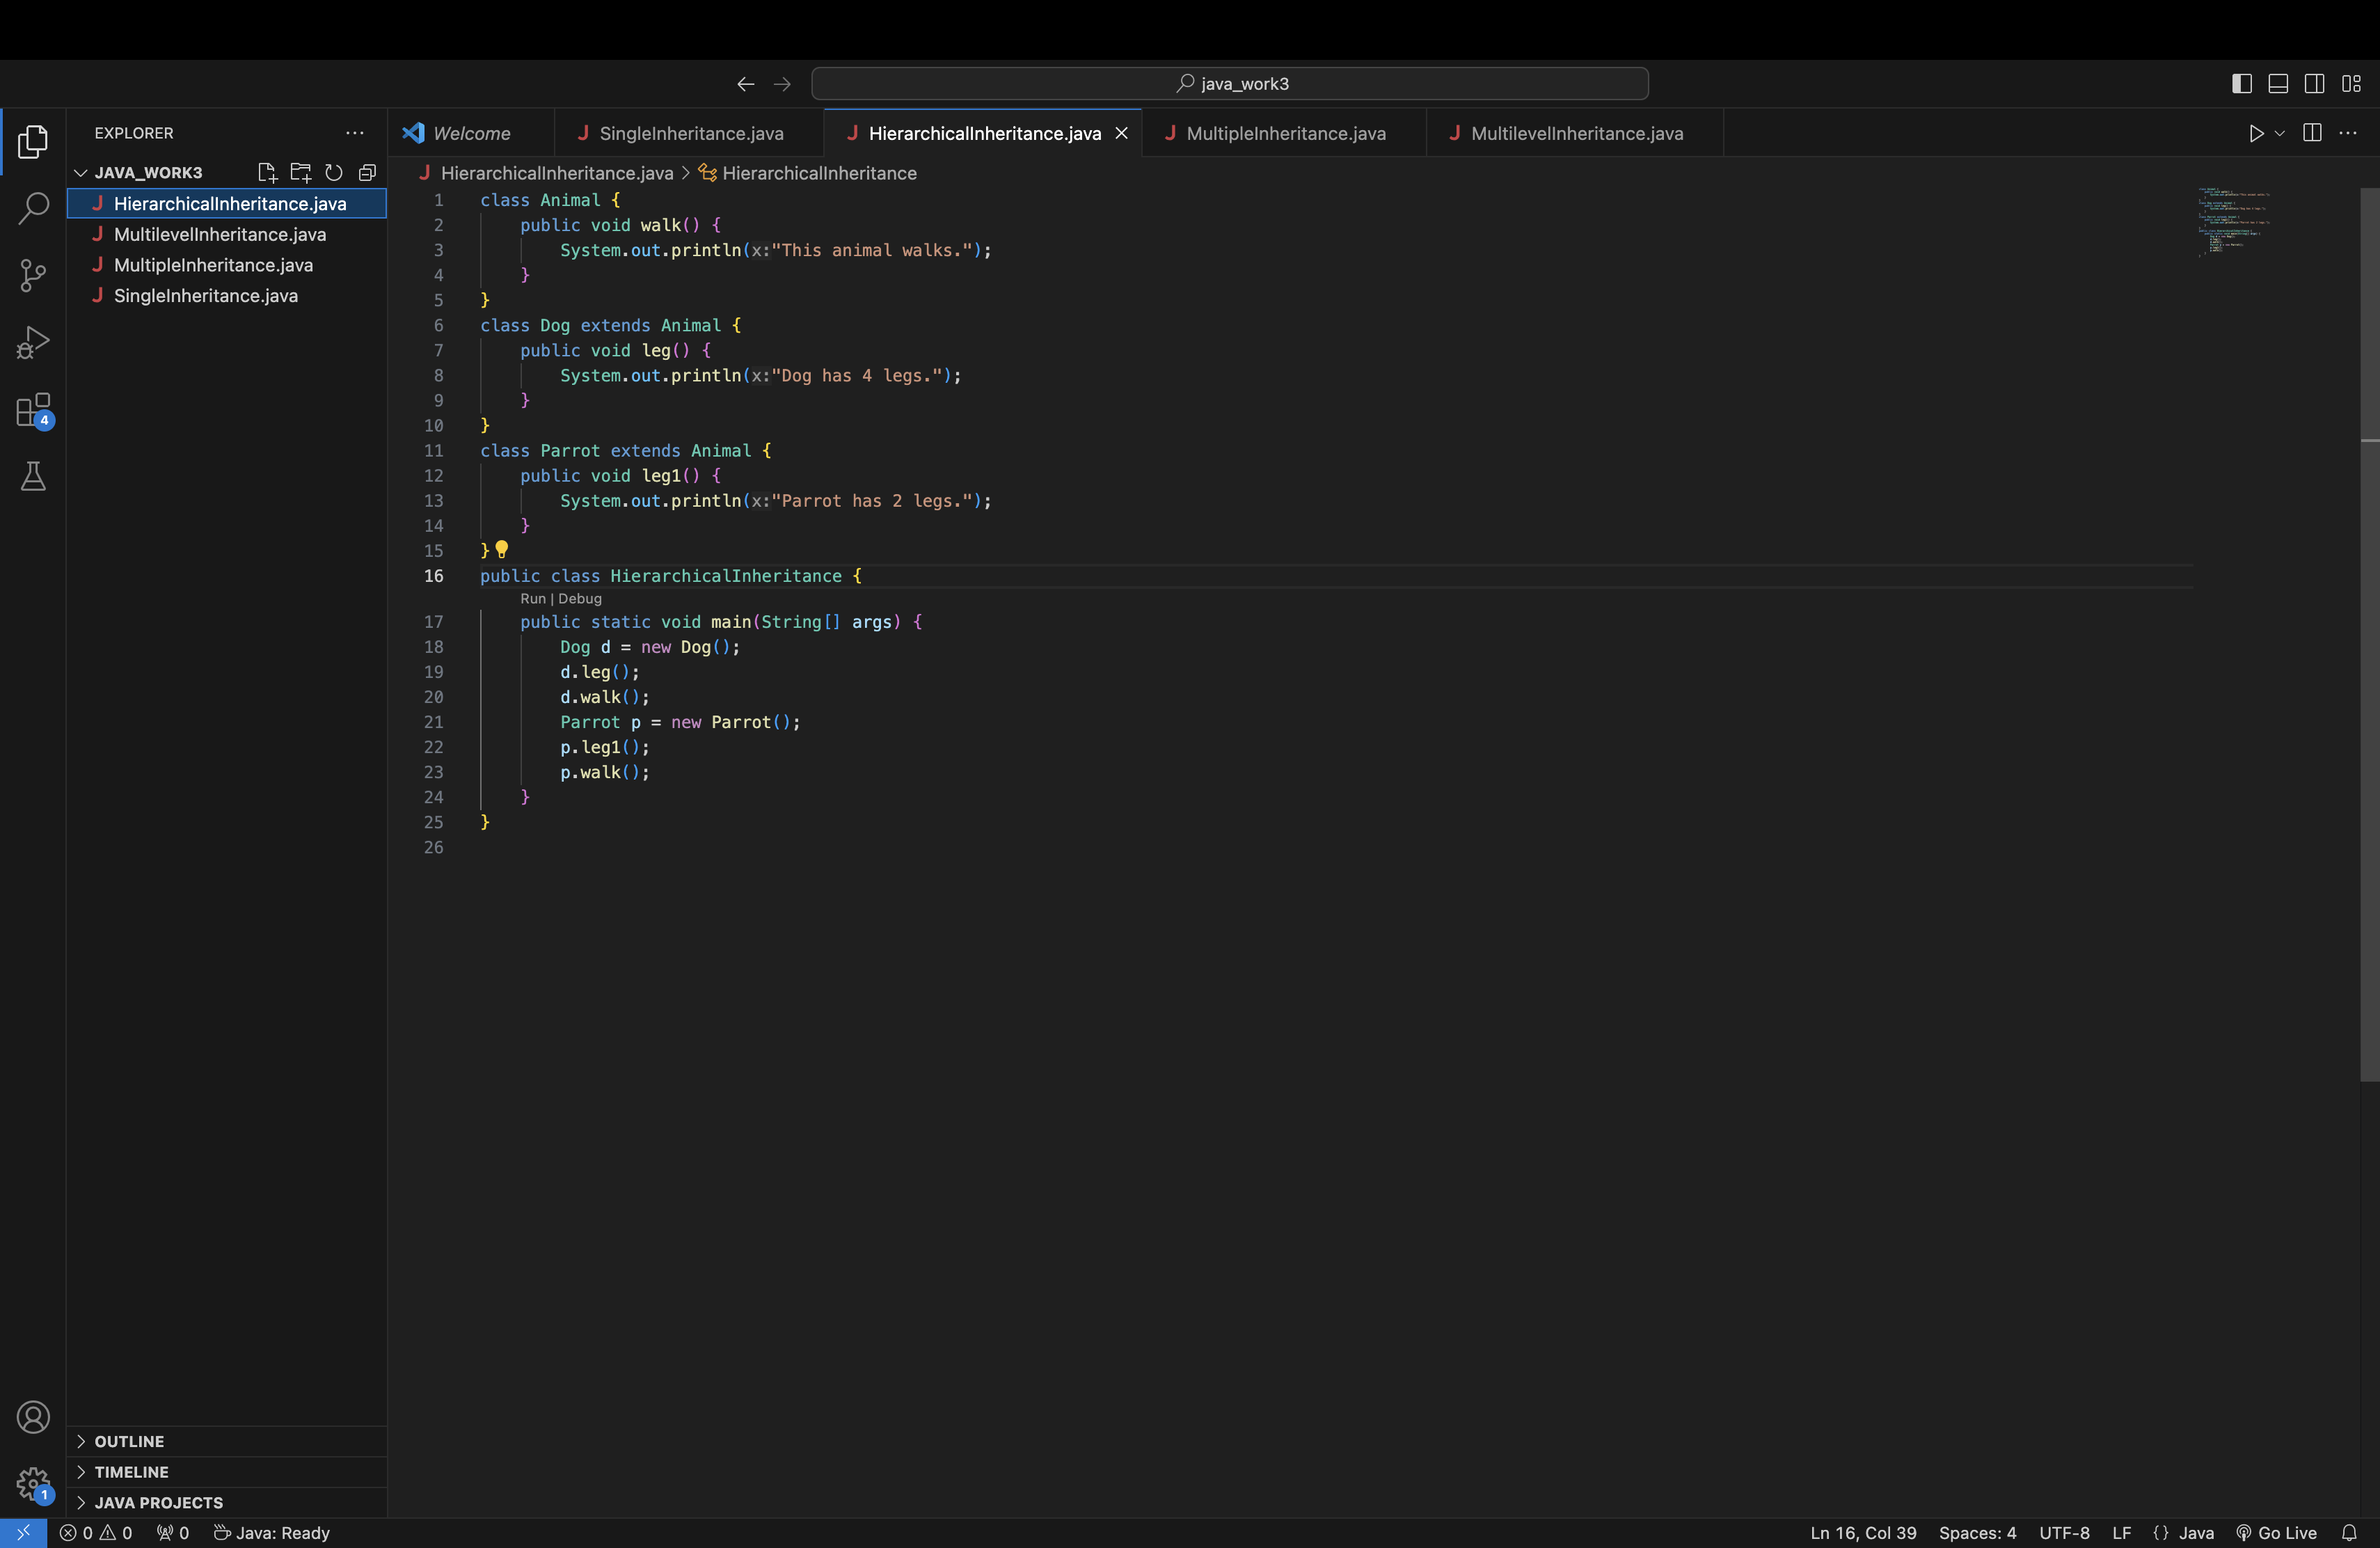 java_work3
EXPLORER
JAVA_WORK3
HierarchicalInheritance.java
MultilevelInheritance.java
MultipleInheritance.java
SingleInheritance.java
OUTLINE
TIMELINE
JAVA PROJECTS
4
1
Welcome
SingleInheritance.java
HierarchicalInheritance.java
MultipleInheritance.java
MultilevelInheritance.java
HierarchicalInheritance.java > HierarchicalInheritance
1 class Animal {
2     public void walk() {
3         System.out.println(x:"This animal walks.");
4     }
5 }
6 class Dog extends Animal {
7     public void leg() {
8         System.out.println(x:"Dog has 4 legs.");
9     }
10 }
11 class Parrot extends Animal {
12     public void leg1() {
13         System.out.println(x:"Parrot has 2 legs.");
14     }
15 }
16 public class HierarchicalInheritance {
Run | Debug
17     public static void main(String[] args) {
18         Dog d = new Dog();
19         d.leg();
20         d.walk();
21         Parrot p = new Parrot();
22         p.leg1();
23         p.walk();
24     }
25 }
26
0 0 0 Java: Ready
Ln 16, Col 39 Spaces: 4 UTF-8 LF {} Java Go Live